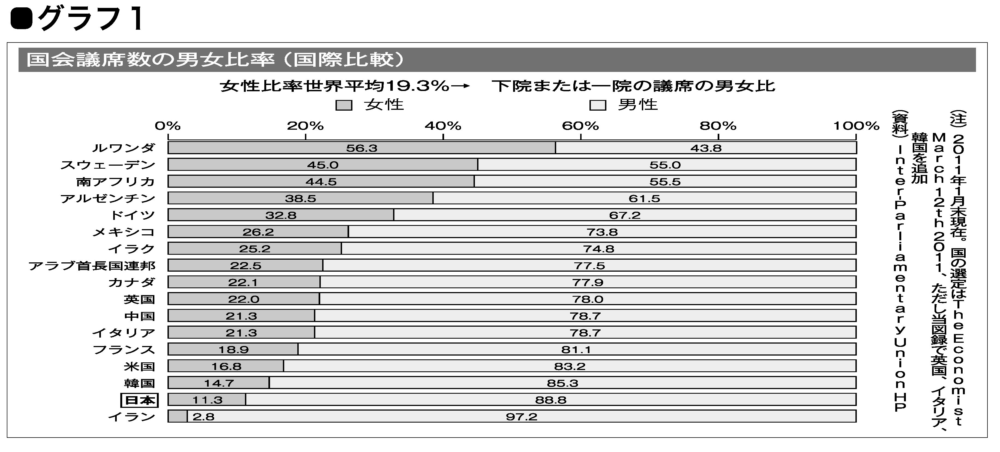 ■グラフ1
国会議席数の男女比率（国際比較）
女性比率世界平均19.3%→ 下院または一院の議席の男女比
女性 男性
0% 20% 40% 60% 80% 100%
ルワンダ 56.3 43.8
スウェーデン 45.0 55.0
南アフリカ 44.5 55.5
アルゼンチン 38.5 61.5
ドイツ 32.8 67.2
メキシコ 26.2 73.8
イラク 25.2 74.8
アラブ首長国連邦 22.5 77.5
カナダ 22.1 77.9
英国 22.0 78.0
中国 21.3 78.7
イタリア 21.3 78.7
フランス 18.9 81.1
米国 16.8 83.2
韓国 14.7 85.3
日本 11.3 88.8
イラン 2.8 97.2
（注）2011年1月末現在。国の選定はThe Economist
March 12th 2011、ただし当図録で英国、イタリア、
韓国を追加
（資料）Inter-Parliamentary Union HP